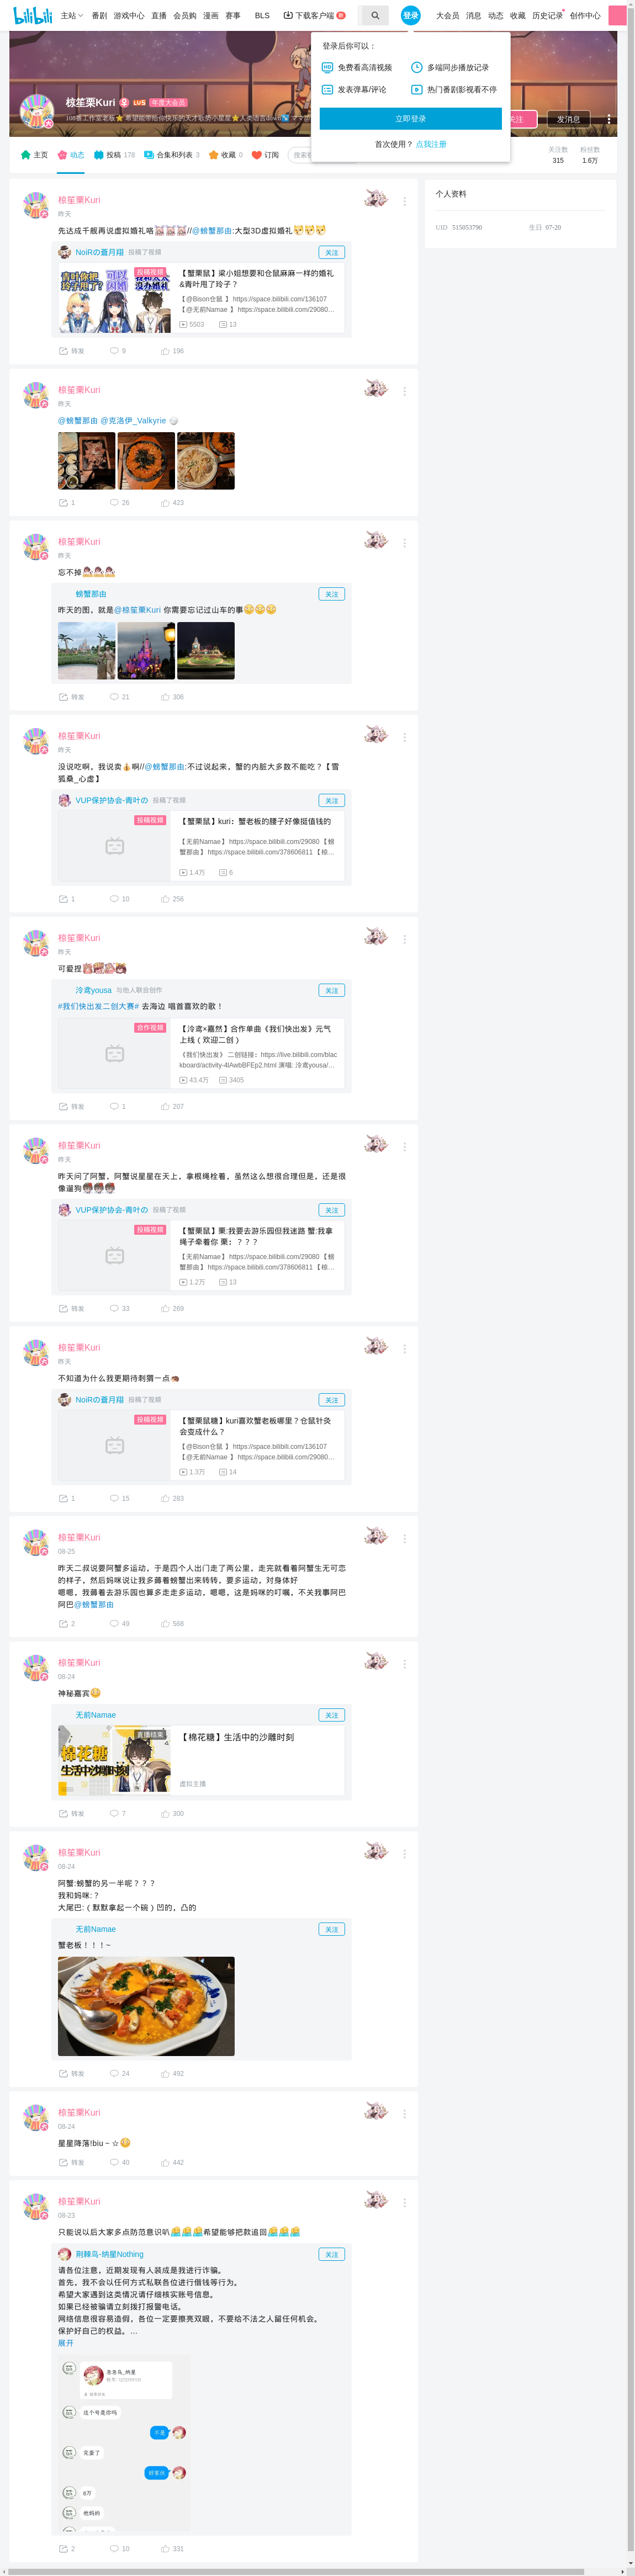 主站
番剧
游戏中心
直播
会员购
漫画
赛事
BLS
下载客户端
登录
大会员
消息
动态
收藏
历史记录
创作中心
登录后你可以：
免费看高清视频
多端同步播放记录
发表弹幕/评论
热门番剧影视看不停
立即登录
首次使用？ 点我注册
椋笙栗Kuri
年度大会员
关注
发消息
主页
动态
投稿 178
合集和列表 3
收藏 0
订阅
关注数
315
粉丝数
1.6万
个人资料
UID 515053790
生日 07-20
椋笙栗Kuri
昨天
先达成千舰再说虚拟婚礼咯//@螃蟹那由:大型3D虚拟婚礼
NoiRの蒼月翔 投稿了视频
关注
投稿视频
【蟹栗鼠】梁小姐想要和仓鼠麻麻一样的婚礼
&青叶甩了玲子？
【@Bison仓鼠 】https://space.bilibili.com/136107
【@无前Namae 】https://space.bilibili.com/29080...
5503
13
转发
9
196
椋笙栗Kuri
昨天
@螃蟹那由 @克洛伊_Valkyrie
1
26
423
椋笙栗Kuri
昨天
忘不掉
螃蟹那由
关注
昨天的图，就是@椋笙栗Kuri 你需要忘记过山车的事
转发
21
306
椋笙栗Kuri
昨天
没说吃啊，我说卖啊//@螃蟹那由:不过说起来，蟹的内脏大多数不能吃？【雪
狐桑_心虚】
VUP保护协会-青叶の 投稿了视频
关注
投稿视频
【蟹栗鼠】kuri：蟹老板的腰子好像挺值钱的
【无前Namae】https://space.bilibili.com/29080 【螃
蟹那由】https://space.bilibili.com/378606811 【椋...
1.4万
6
1
10
256
椋笙栗Kuri
昨天
可爱捏
泠鸢yousa 与他人联合创作
关注
#我们快出发二创大赛# 去海边 唱首喜欢的歌！
合作视频
【泠鸢×嘉然】合作单曲《我们快出发》元气
上线（欢迎二创）
《我们快出发》 二创链接：https://live.bilibili.com/blac
kboard/activity-4lAwbBFEp2.html 演唱: 泠鸢yousa/...
43.4万
3405
转发
1
207
椋笙栗Kuri
昨天
昨天问了阿蟹，阿蟹说星星在天上，拿根绳栓着，虽然这么想很合理但是，还是很
像遛狗
VUP保护协会-青叶の 投稿了视频
关注
投稿视频
【蟹栗鼠】栗:我要去游乐园但我迷路 蟹:我拿
绳子牵着你 栗：？？？
【无前Namae】https://space.bilibili.com/29080 【螃
蟹那由】https://space.bilibili.com/378606811 【椋...
1.2万
13
转发
33
269
椋笙栗Kuri
昨天
不知道为什么我更期待刺猬一点
NoiRの蒼月翔 投稿了视频
关注
投稿视频
【蟹栗鼠糖】kuri喜欢蟹老板哪里？仓鼠针灸
会变成什么？
【@Bison仓鼠 】https://space.bilibili.com/136107
【@无前Namae 】https://space.bilibili.com/29080...
1.3万
14
1
15
283
椋笙栗Kuri
08-25
昨天二叔说要阿蟹多运动，于是四个人出门走了两公里，走完就看着阿蟹生无可恋
的样子，然后妈咪说让我多薅着螃蟹出来转转，要多运动，对身体好
嗯嗯，我薅着去游乐园也算多走走多运动，嗯嗯，这是妈咪的叮嘱，不关我事阿巴
阿巴@螃蟹那由
2
49
568
椋笙栗Kuri
08-24
神秘嘉宾
无前Namae
关注
直播结束
【棉花糖】生活中的沙雕时刻
虚拟主播
转发
7
300
椋笙栗Kuri
08-24
阿蟹:螃蟹的另一半呢？？？
我和妈咪:？
大尾巴:（默默拿起一个碗）凹的，凸的
无前Namae
关注
蟹老板！！！~
转发
24
492
椋笙栗Kuri
08-24
星星降落!biu～☆
转发
40
442
椋笙栗Kuri
08-23
只能说以后大家多点防范意识叭希望能够把款追回
荆棘鸟-纳星Nothing
关注
请各位注意，近期发现有人装成是我进行诈骗。
首先，我不会以任何方式私联各位进行借钱等行为。
希望大家遇到这类情况请仔细核实账号信息。
如果已经被骗请立刻拨打报警电话。
网络信息很容易造假，各位一定要擦亮双眼，不要给不法之人留任何机会。
保护好自己的权益。...
展开
这个号是你吗
不是
完蛋了
好家伙
8万
他妈的
2
10
331